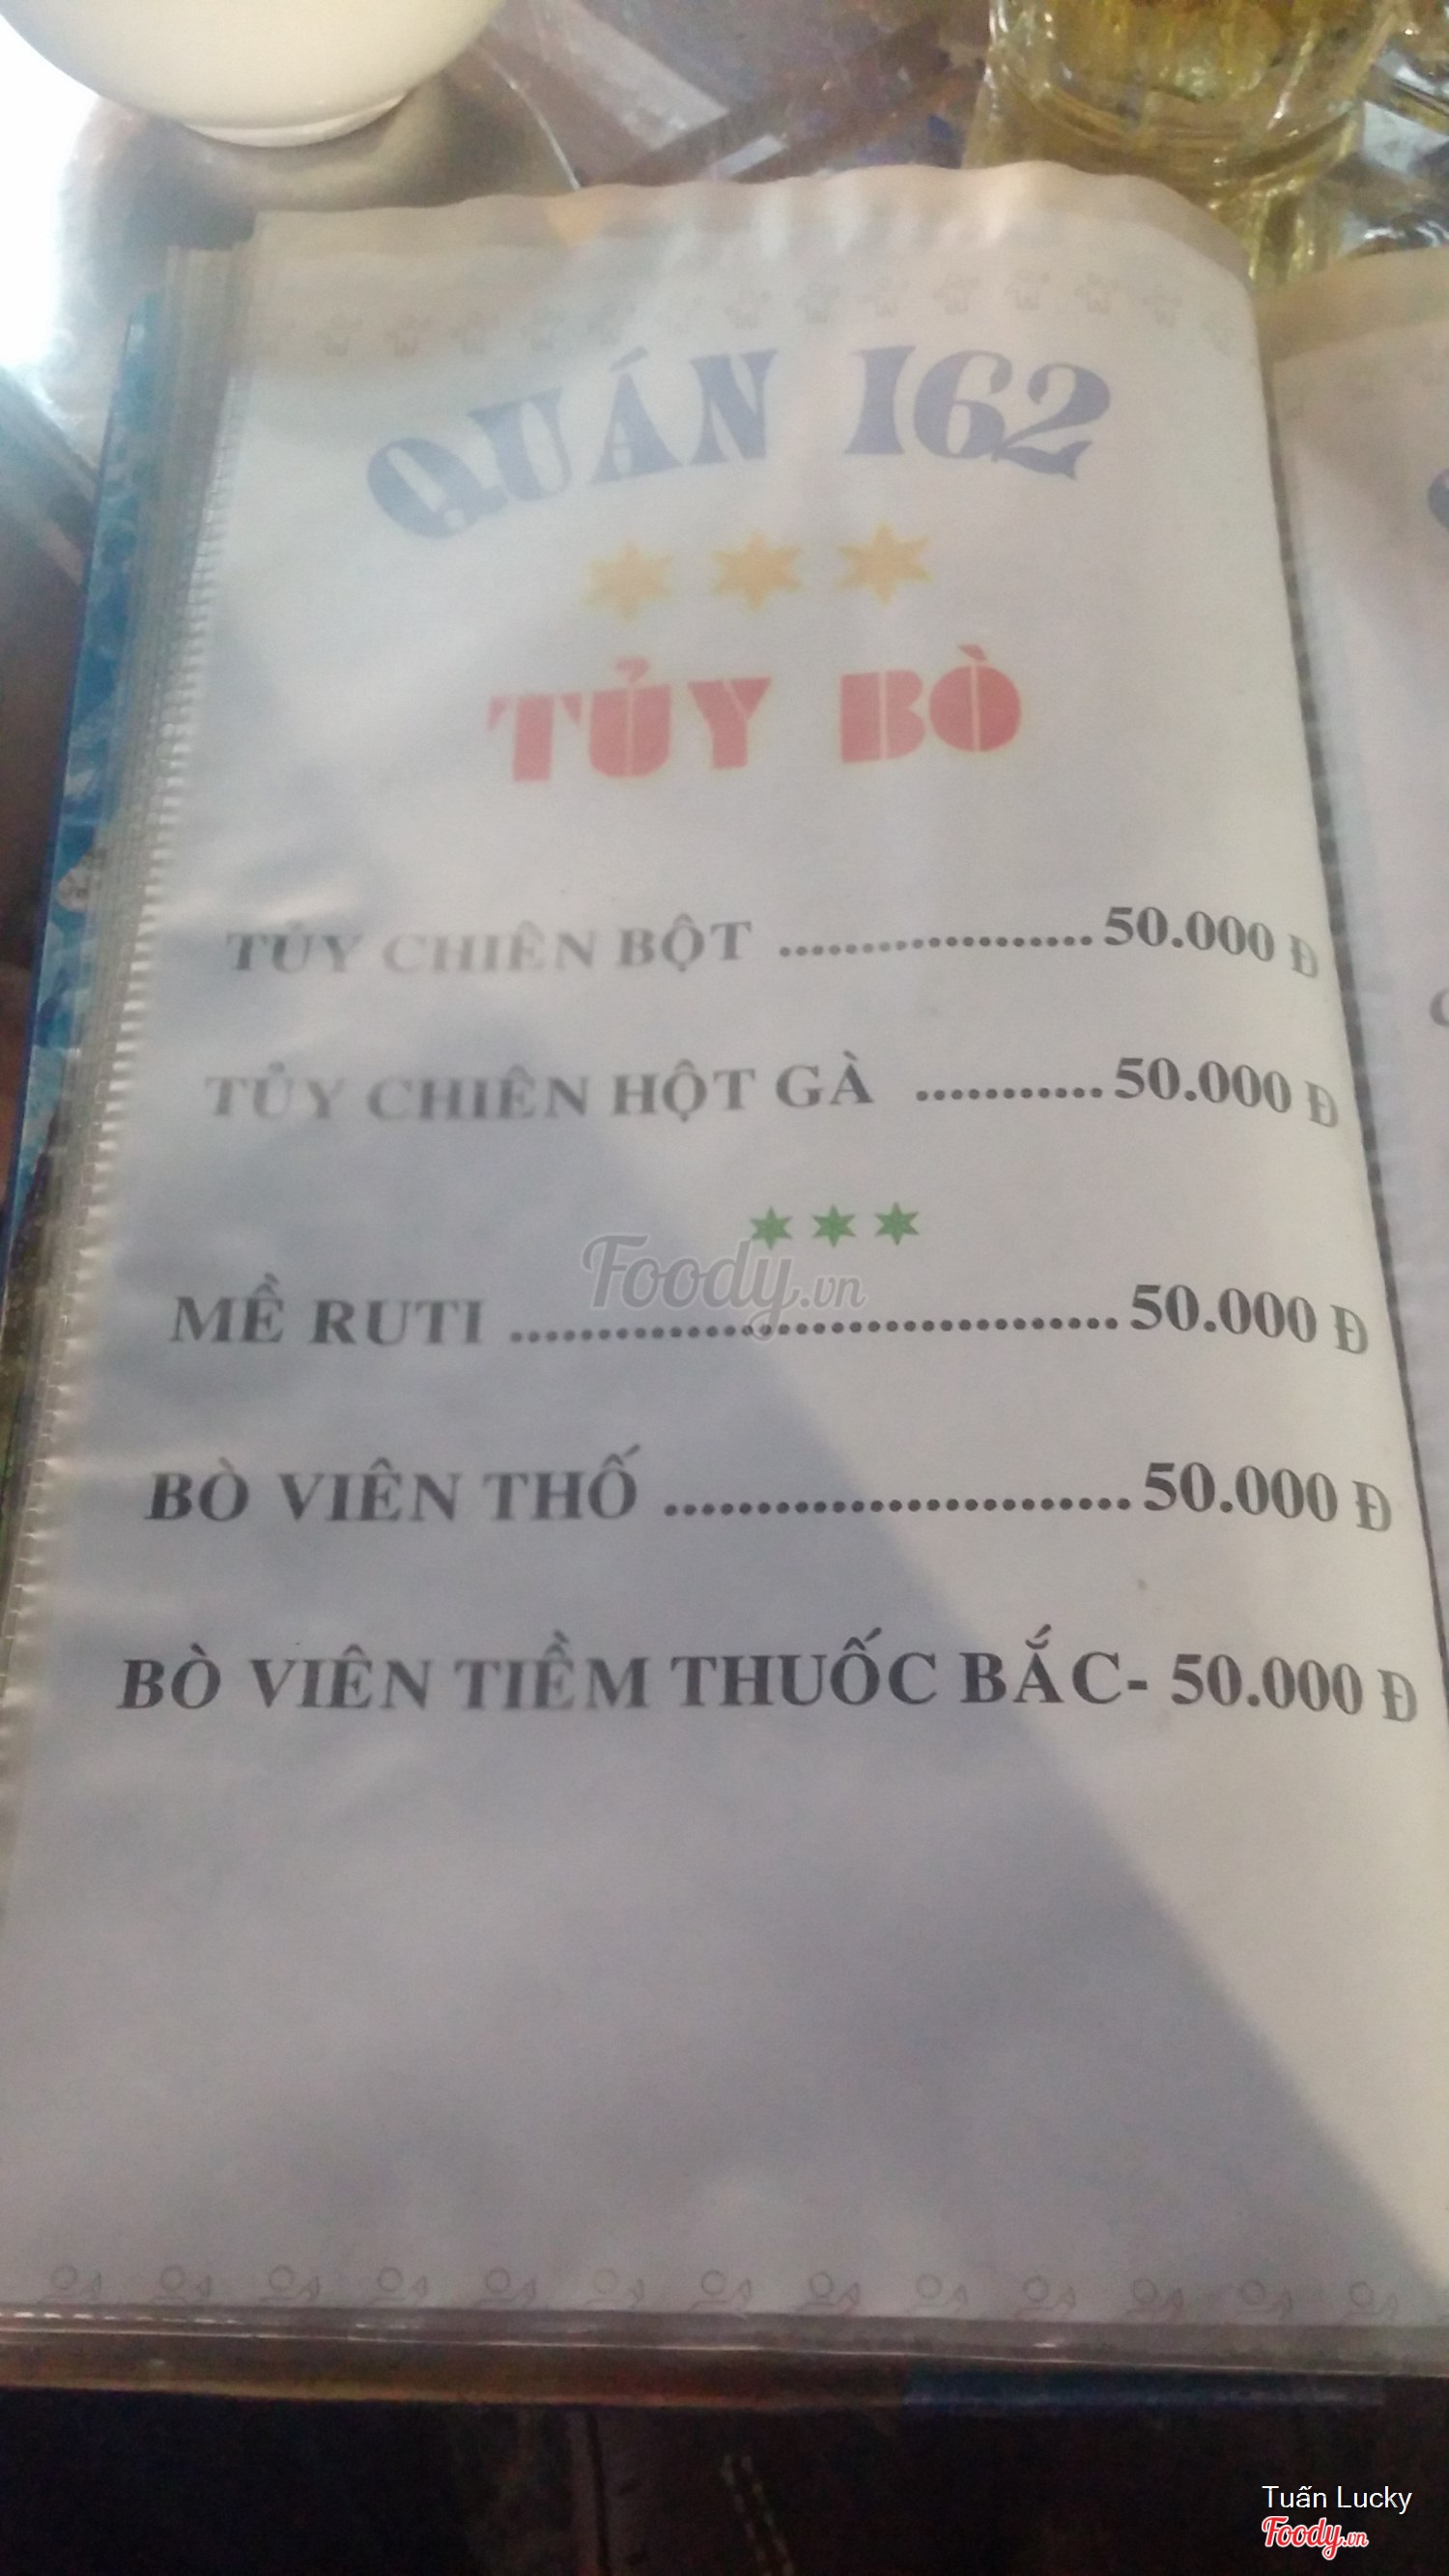 QUÁN 162
TỦY BÒ
TỦY CHIÊN BỘT ..................... 50.000 Đ
TỦY CHIÊN HỘT GÀ ............. 50.000 Đ
MỀ RUTI ........................................ 50.000 Đ
BÒ VIÊN THỐ .............................. 50.000 Đ
BÒ VIÊN TIỀM THUỐC BẮC- 50.000 Đ
Foody.vn
Tuấn Lucky
Foody.vn